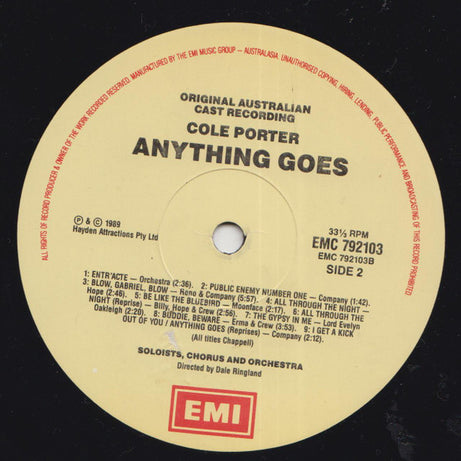 ALL RIGHTS OF RECORD PRODUCER & OWNER OF THE WORK RECORDED RESERVED. MANUFACTURED BY THE EMI MUSIC GROUP – AUSTRALASIA. UNAUTHORISED COPYING, HIRING, LENDING, PUBLIC PERFORMANCE AND BROADCASTING OF THIS RECORD PROHIBITED
ORIGINAL AUSTRALIAN
CAST RECORDING
COLE PORTER
ANYTHING GOES
℗ & © 1989
Hayden Attractions Pty Ltd
33⅓ RPM
EMC 792103
EMC 792103B
SIDE 2
1: ENTR'ACTE – Orchestra (2:36). 2: PUBLIC ENEMY NUMBER ONE – Company (1:42).
3: BLOW, GABRIEL, BLOW – Reno & Company (5:57). 4: ALL THROUGH THE NIGHT –
Hope (2:46). 5: BE LIKE THE BLUEBIRD – Moonface (2:17). 6: ALL THROUGH THE
NIGHT (Reprise) – Billy, Hope & Crew (2:56). 7: THE GYPSY IN ME – Lord Evelyn
Oakleigh (2:20). 8: BUDDIE, BEWARE – Erma & Crew (3:53). 9: I GET A KICK
OUT OF YOU / ANYTHING GOES (Reprises) – Company (2:12).
(All titles Chappell)
SOLOISTS, CHORUS AND ORCHESTRA
Directed by Dale Ringland
EMI